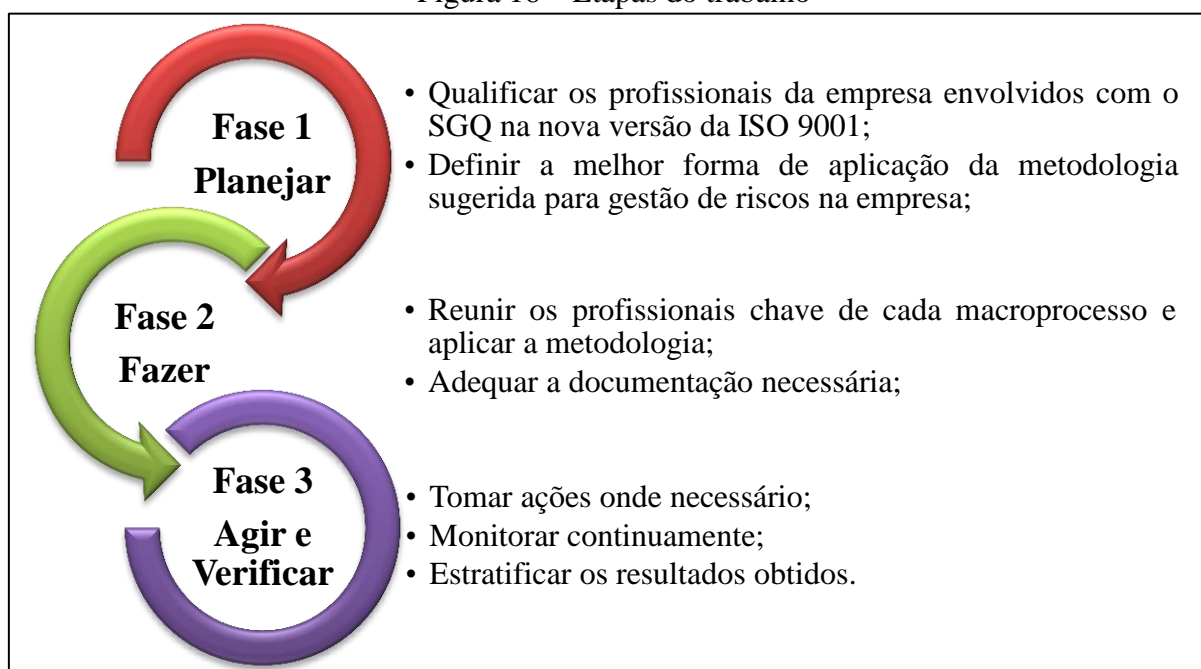 Fase 1
Planejar
• Qualificar os profissionais da empresa envolvidos com o
SGQ na nova versão da ISO 9001;
• Definir a melhor forma de aplicação da metodologia
sugerida para gestão de riscos na empresa;
Fase 2
Fazer
• Reunir os profissionais chave de cada macroprocesso e
aplicar a metodologia;
• Adequar a documentação necessária;
Fase 3
Agir e
Verificar
• Tomar ações onde necessário;
• Monitorar continuamente;
• Estratificar os resultados obtidos.